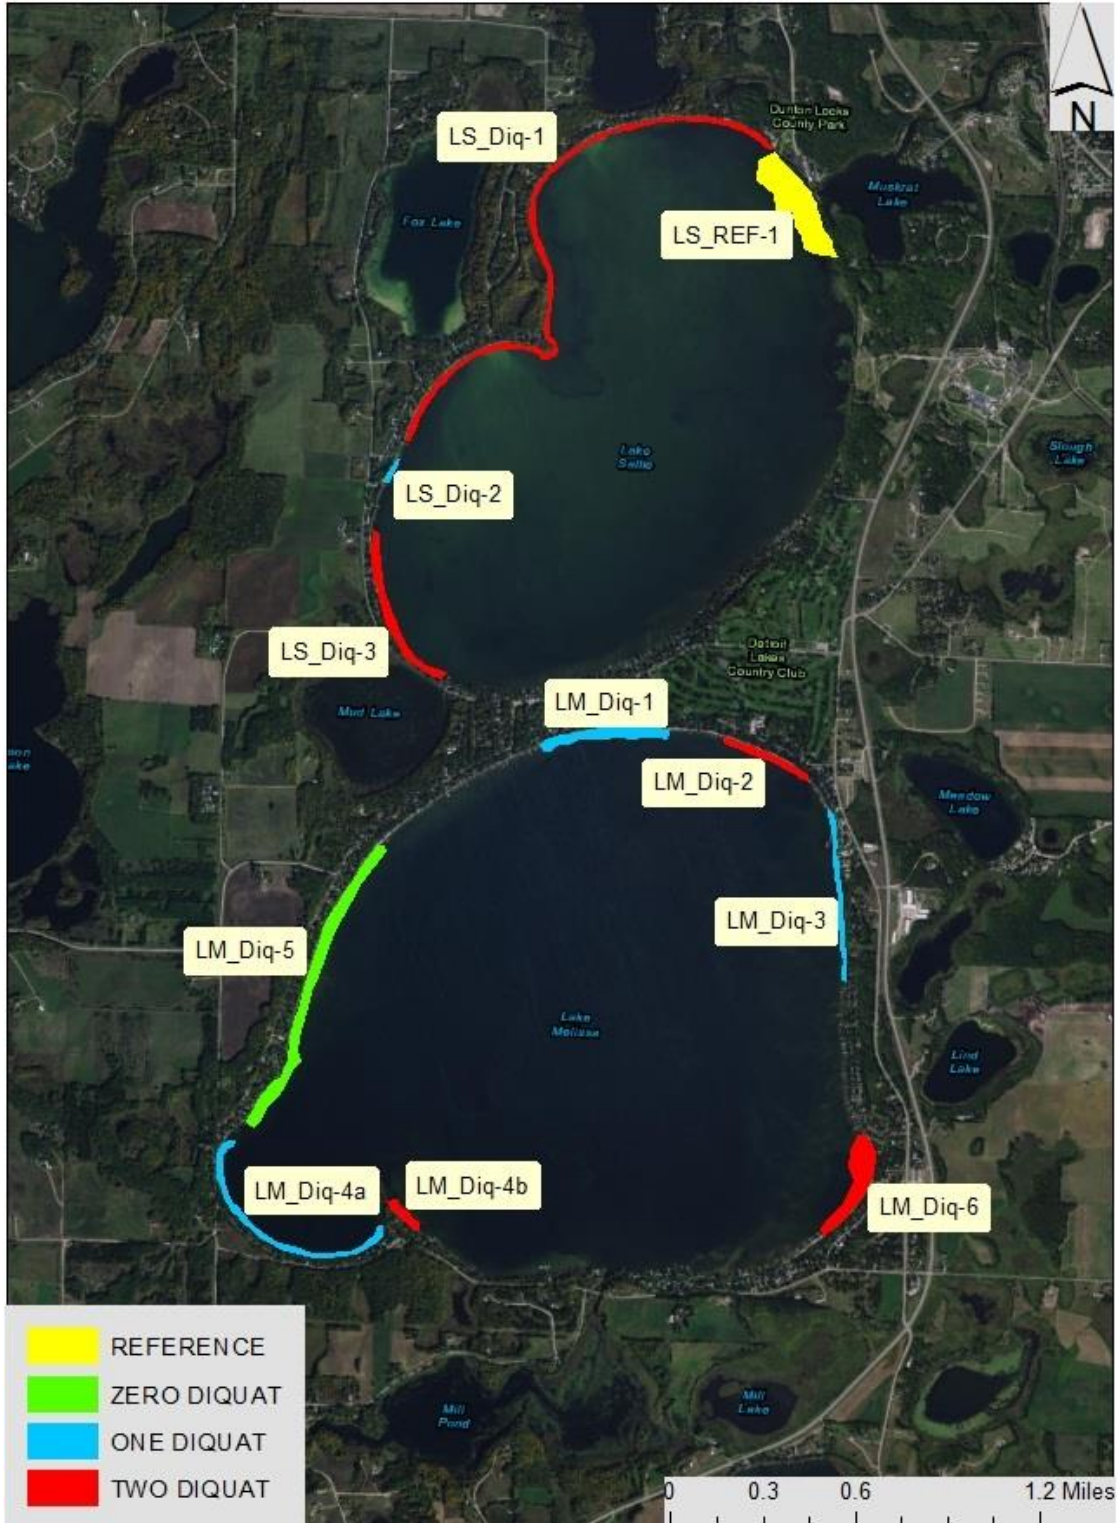 N
Dunton Locks
County Park
LS_Diq-1
Muskrat
Lake
Fox Lake
LS_REF-1
Slough
Lake
Lake
Sallie
LS_Diq-2
LS_Diq-3
Detroit
Lakes
Country Club
Mud Lake
LM_Diq-1
LM_Diq-2
Meadow
Lake
LM_Diq-3
LM_Diq-5
Lake
Melissa
Lind
Lake
LM_Diq-4a
LM_Diq-4b
LM_Diq-6
REFERENCE
ZERO DIQUAT
ONE DIQUAT
TWO DIQUAT
Mill
Pond
Mill
Lake
0 0.3 0.6 1.2 Miles